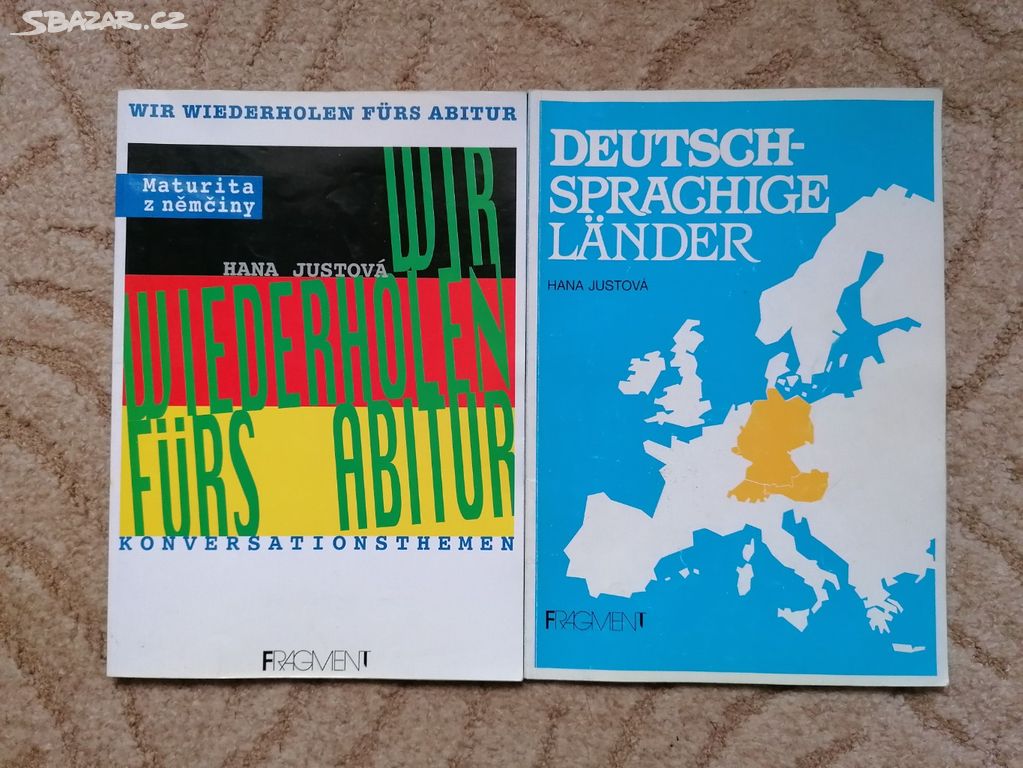 SBAZAR.CZ
WIR WIEDERHOLEN FÜRS ABITUR
Maturita
z němčiny
HANA JUSTOVÁ
WIR
WIEDERHOLEN
FÜRS ABITUR
KONVERSATIONSTHEMEN
FRAGMENT
DEUTSCH-
SPRACHIGE
LÄNDER
HANA JUSTOVÁ
FRAGMENT